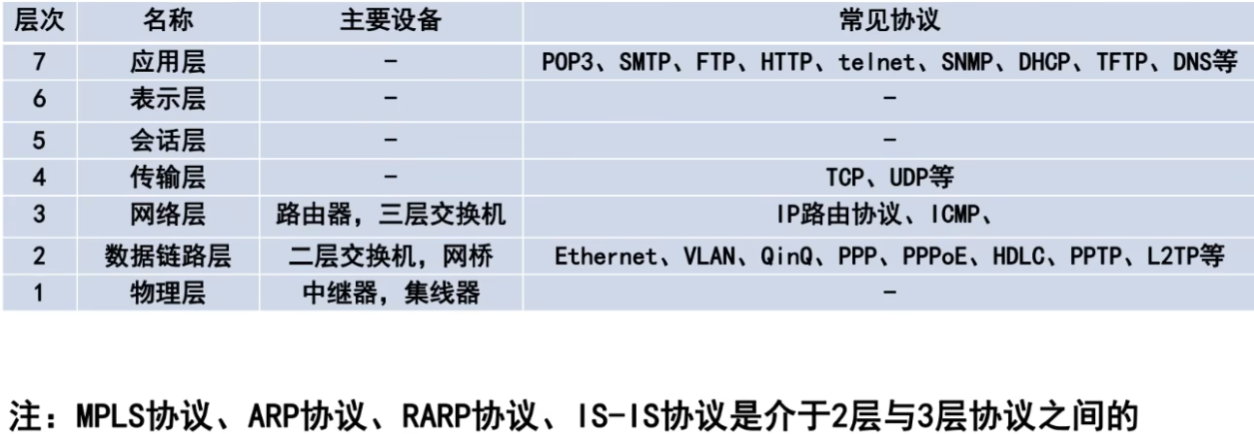 层次 名称 主要设备 常见协议
7 应用层 - POP3、SMTP、FTP、HTTP、telnet、SNMP、DHCP、TFTP、DNS等
6 表示层 - -
5 会话层 - -
4 传输层 - TCP、UDP等
3 网络层 路由器，三层交换机 IP路由协议、ICMP、
2 数据链路层 二层交换机，网桥 Ethernet、VLAN、QinQ、PPP、PPPoE、HDLC、PPTP、L2TP等
1 物理层 中继器，集线器 -
注：MPLS协议、ARP协议、RARP协议、IS-IS协议是介于2层与3层协议之间的